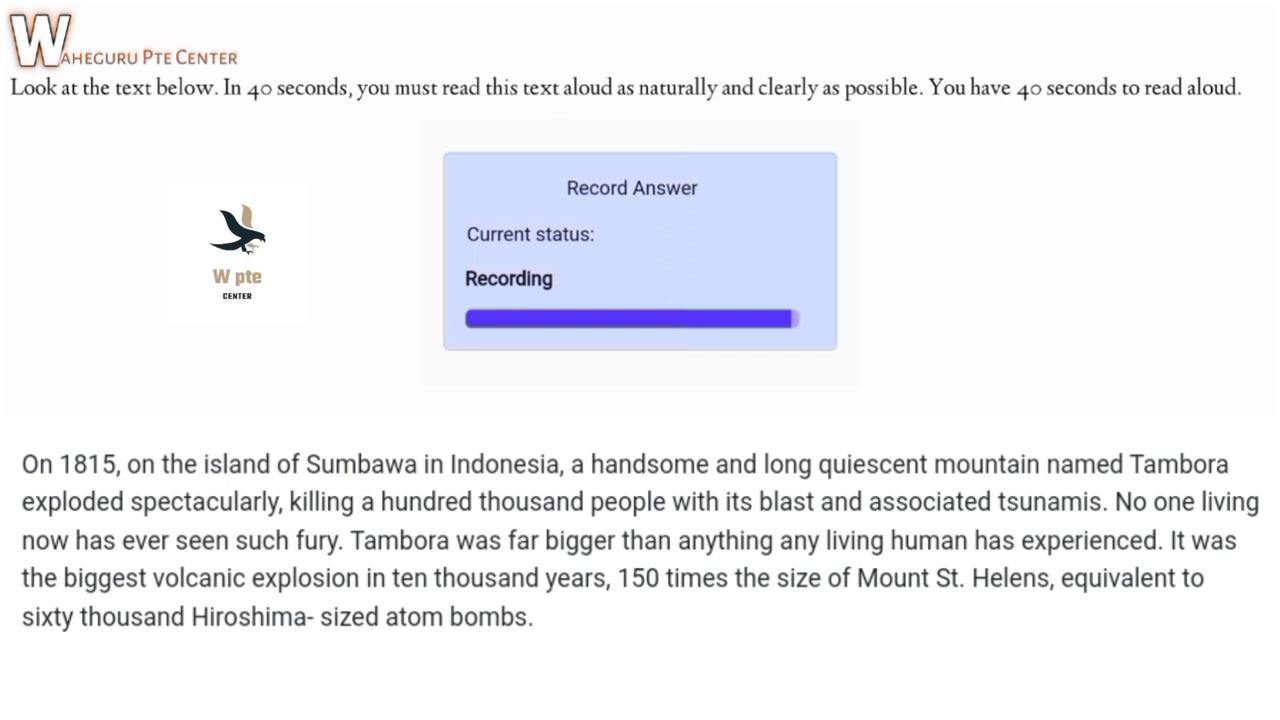 WAHEGURU PTE CENTER
Look at the text below. In 40 seconds, you must read this text aloud as naturally and clearly as possible. You have 40 seconds to read aloud.
Record Answer
Current status:
Recording
W pte
CENTER
On 1815, on the island of Sumbawa in Indonesia, a handsome and long quiescent mountain named Tambora
exploded spectacularly, killing a hundred thousand people with its blast and associated tsunamis. No one living
now has ever seen such fury. Tambora was far bigger than anything any living human has experienced. It was
the biggest volcanic explosion in ten thousand years, 150 times the size of Mount St. Helens, equivalent to
sixty thousand Hiroshima- sized atom bombs.